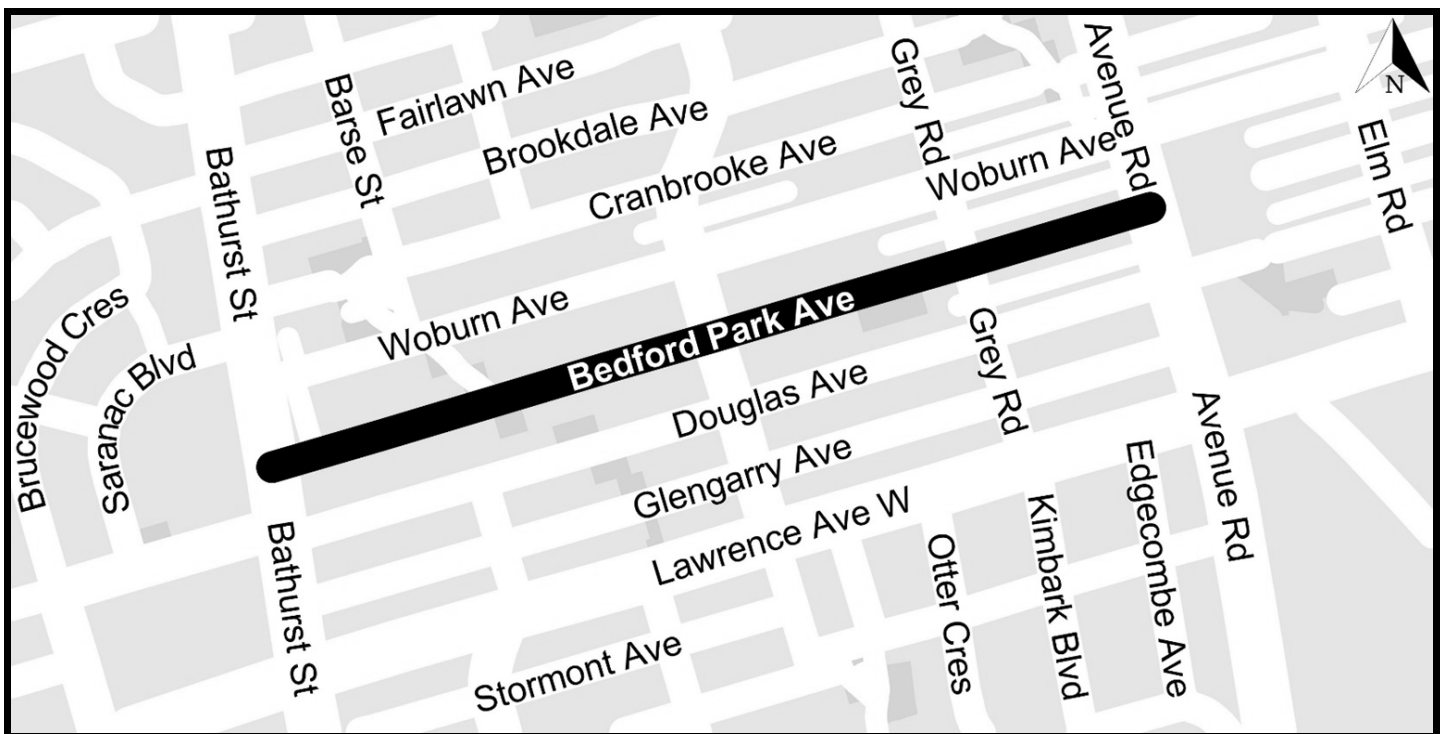 Fairlawn Ave
Brookdale Ave
Cranbrooke Ave
Grey Rd
Avenue Rd
N
Barse St
Bathurst St
Woburn Ave
Elm Rd
Brucewood Cres
Saranac Blvd
Woburn Ave
Bedford Park Ave
Douglas Ave
Grey Rd
Glengarry Ave
Lawrence Ave W
Avenue Rd
Edgecombe Ave
Kimbark Blvd
Otter Cres
Bathurst St
Stormont Ave